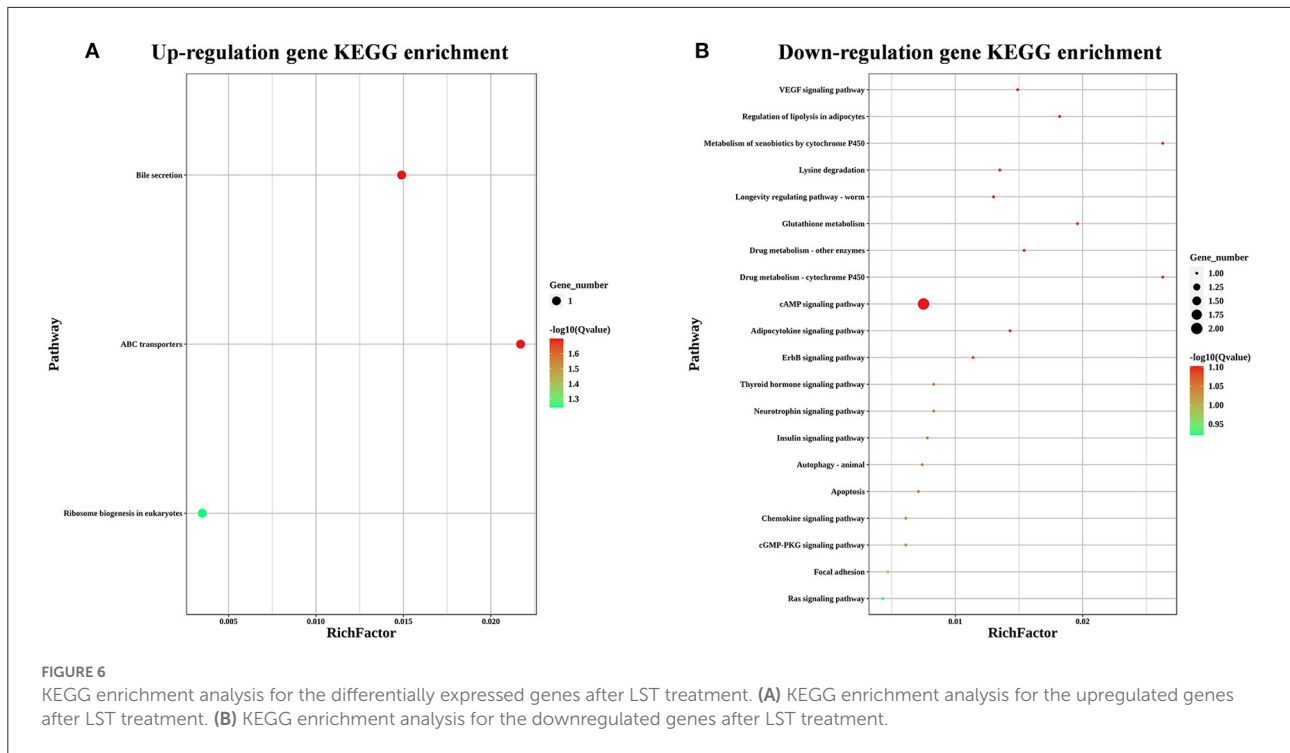 A Up-regulation gene KEGG enrichment
Pathway
Bile secretion
ABC transporters
Ribosome biogenesis in eukaryotes
0.005 0.010 0.015 0.020
RichFactor
Gene_number
1
-log10(Qvalue)
1.6
1.5
1.4
1.3
B Down-regulation gene KEGG enrichment
Pathway
VEGF signaling pathway
Regulation of lipolysis in adipocytes
Metabolism of xenobiotics by cytochrome P450
Lysine degradation
Longevity regulating pathway - worm
Glutathione metabolism
Drug metabolism - other enzymes
Drug metabolism - cytochrome P450
cAMP signaling pathway
Adipocytokine signaling pathway
ErbB signaling pathway
Thyroid hormone signaling pathway
Neurotrophin signaling pathway
Insulin signaling pathway
Autophagy - animal
Apoptosis
Chemokine signaling pathway
cGMP-PKG signaling pathway
Focal adhesion
Ras signaling pathway
0.01 0.02
RichFactor
Gene_number
1.00
1.25
1.50
1.75
2.00
-log10(Qvalue)
1.10
1.05
1.00
0.95
FIGURE 6
KEGG enrichment analysis for the differentially expressed genes after LST treatment. (A) KEGG enrichment analysis for the upregulated genes
after LST treatment. (B) KEGG enrichment analysis for the downregulated genes after LST treatment.